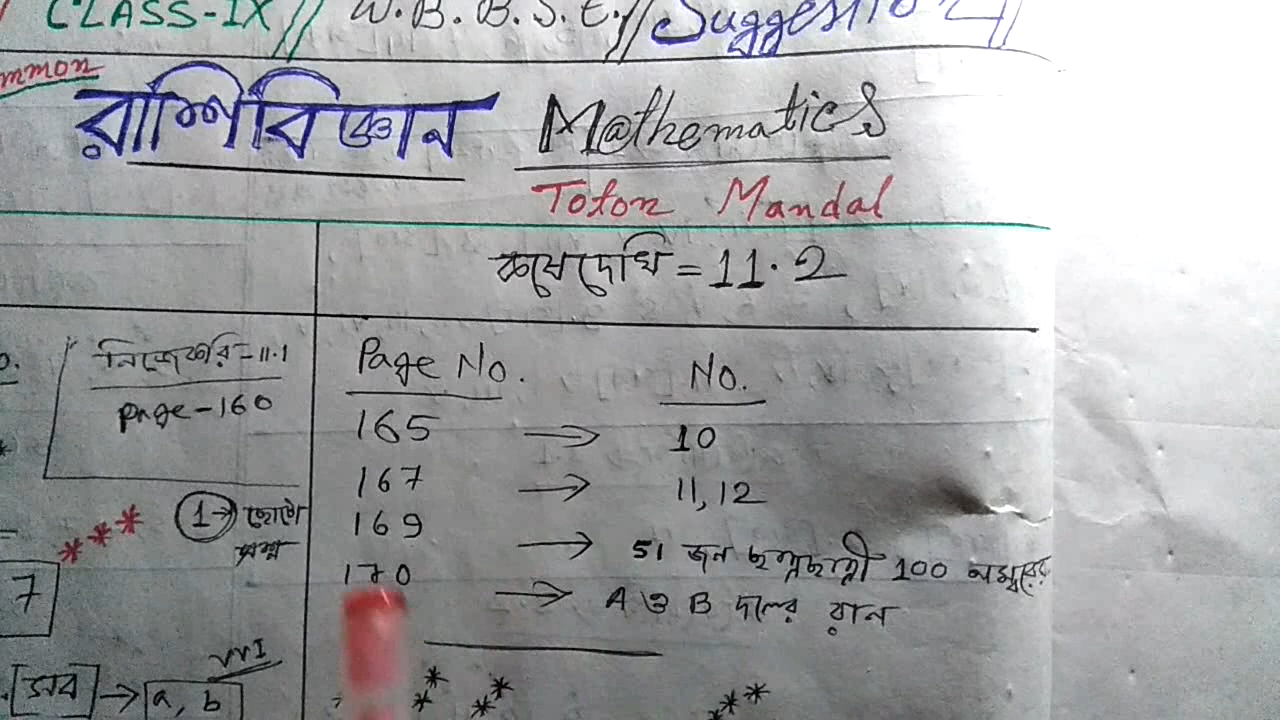 CLASS-IX // W.B.B.S.E. // Suggestion
mmon
রাশিবিজ্ঞান Mathematics
Toton Mandal
কষে দেখি = 11.2
নিজে করি - 11.1
Page - 160
Page No. No.
165 → 10
167 → 11, 12
169 → 51 জন ছাত্রছাত্রী 100 নম্বরের
170 → A ও B দলের রান
1 → ছোটো
প্রশ্ন
7
VVI
সব → a, b